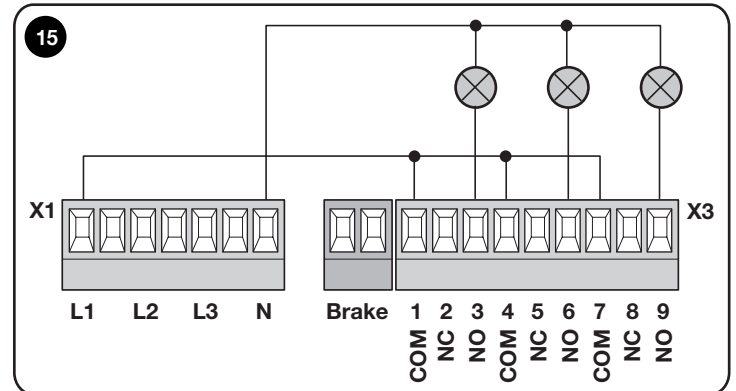 15
X1 X3
L1 L2 L3 N Brake 1 2 3 4 5 6 7 8 9
COM NC NO COM NC NO COM NC NO